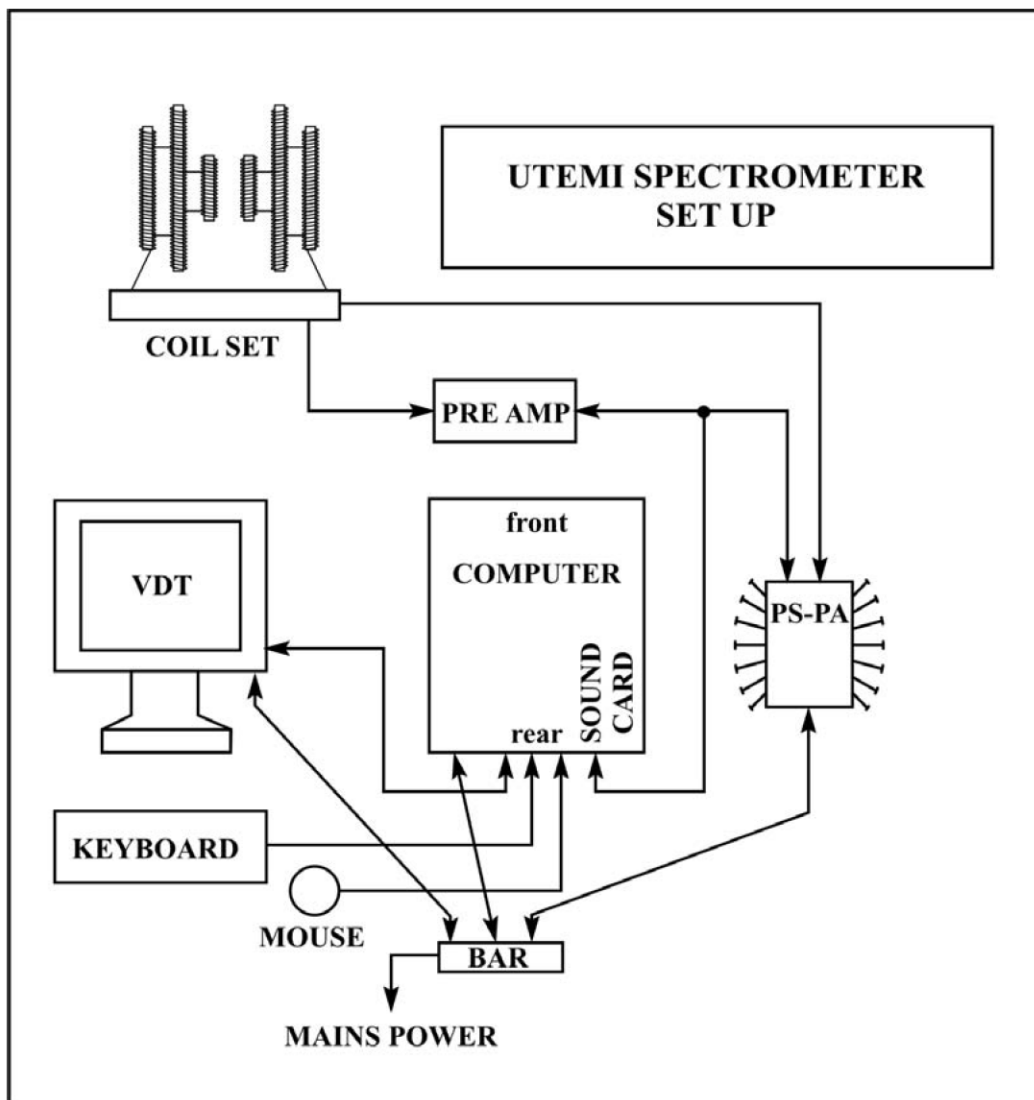 UTEMI SPECTROMETER
SET UP
COIL SET
PRE AMP
front
COMPUTER
VDT
PS-PA
SOUND
CARD
rear
KEYBOARD
MOUSE
BAR
MAINS POWER